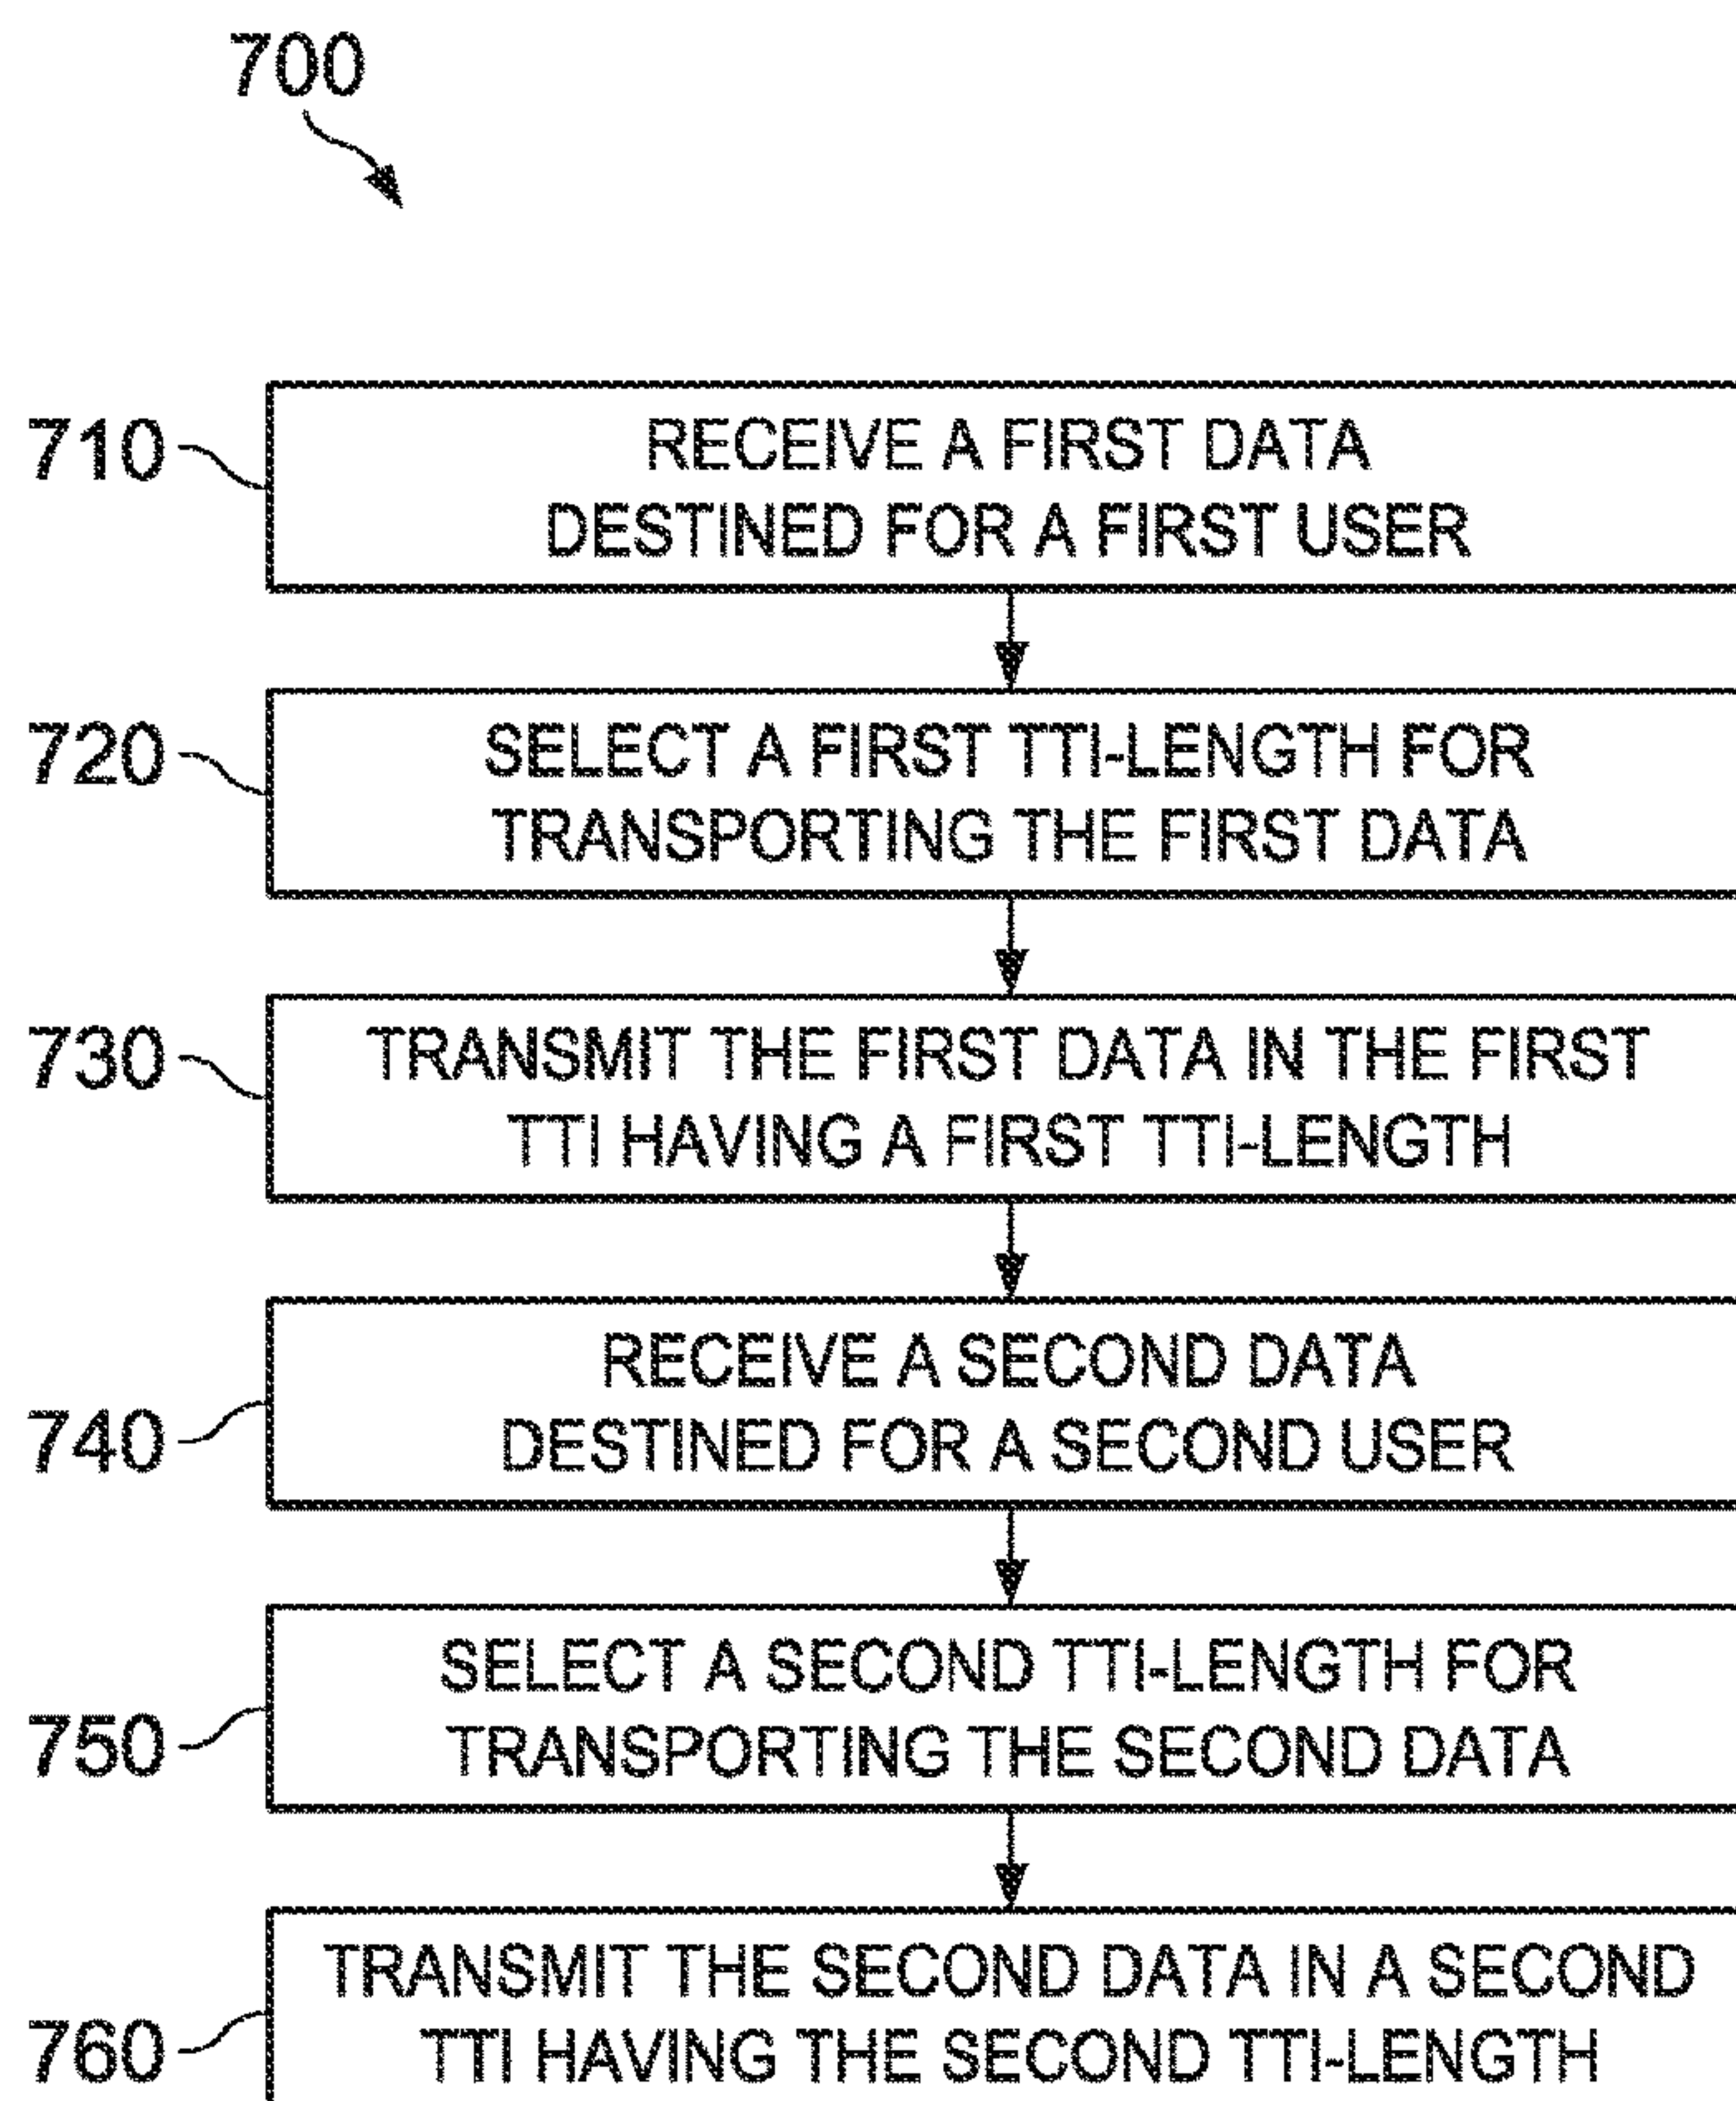 700
710
RECEIVE A FIRST DATA
DESTINED FOR A FIRST USER
720
SELECT A FIRST TTI-LENGTH FOR
TRANSPORTING THE FIRST DATA
730
TRANSMIT THE FIRST DATA IN THE FIRST
TTI HAVING A FIRST TTI-LENGTH
740
RECEIVE A SECOND DATA
DESTINED FOR A SECOND USER
750
SELECT A SECOND TTI-LENGTH FOR
TRANSPORTING THE SECOND DATA
760
TRANSMIT THE SECOND DATA IN A SECOND
TTI HAVING THE SECOND TTI-LENGTH